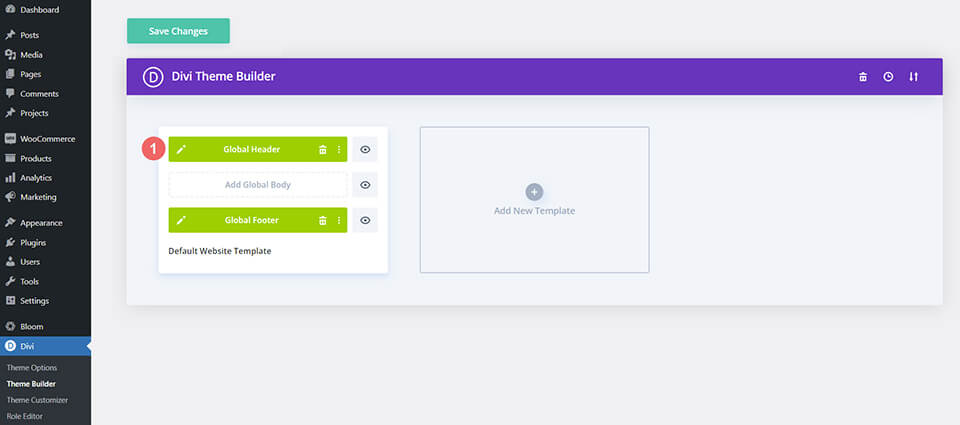 Dashboard
Posts
Media
Pages
Comments
Projects
WooCommerce
Products
Analytics
Marketing
Appearance
Plugins
Users
Tools
Settings
Bloom
Divi
Theme Options
Theme Builder
Theme Customizer
Role Editor
Save Changes
D Divi Theme Builder
1
Global Header
Add Global Body
Global Footer
Default Website Template
Add New Template